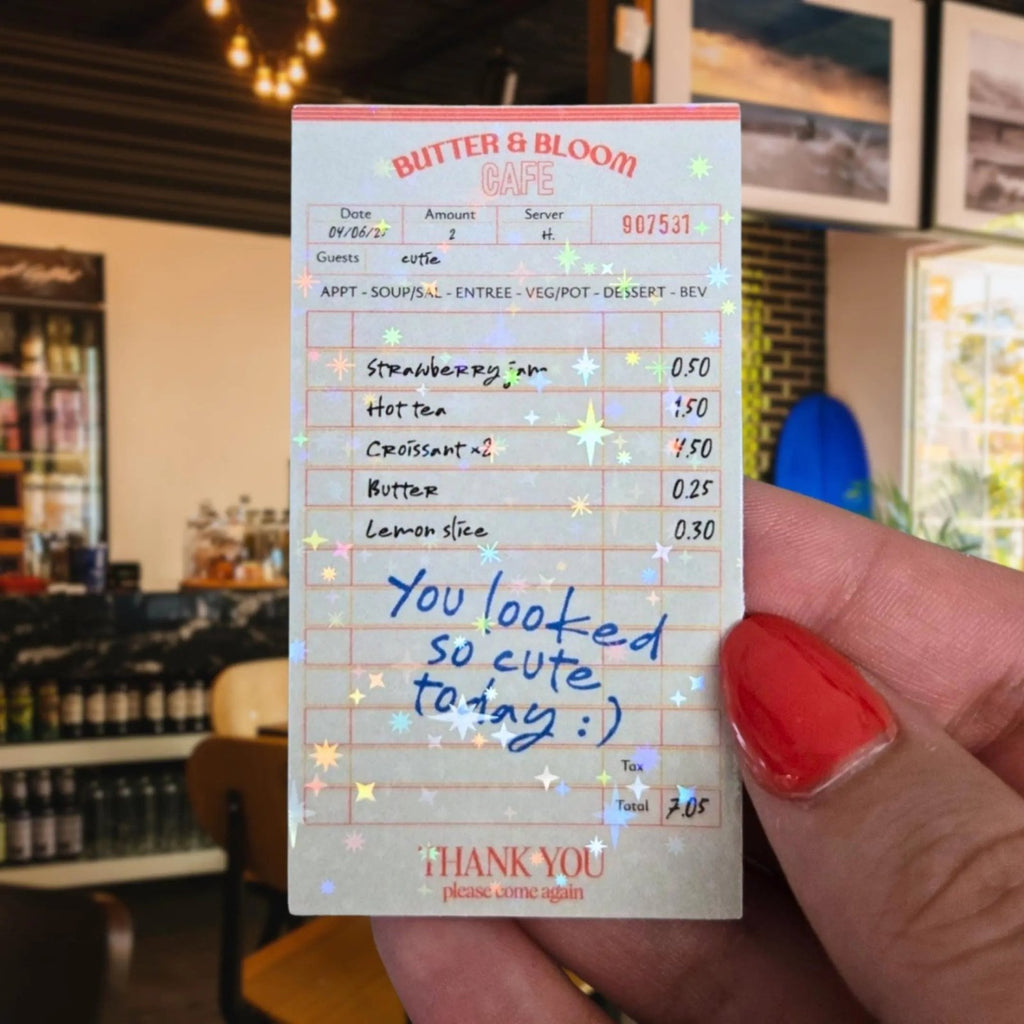 BUTTER & BLOOM
CAFE
Date Amount Server 907531
04/06/25 2 H.
Guests cutie
APPT - SOUP/SAL - ENTREE - VEG/POT - DESSERT - BEV
Strawberry jam 0.50
Hot tea 1.50
Croissant x2 4.50
Butter 0.25
Lemon slice 0.30
You looked
so cute
today :)
Tax
Total 7.05
THANK YOU
please come again